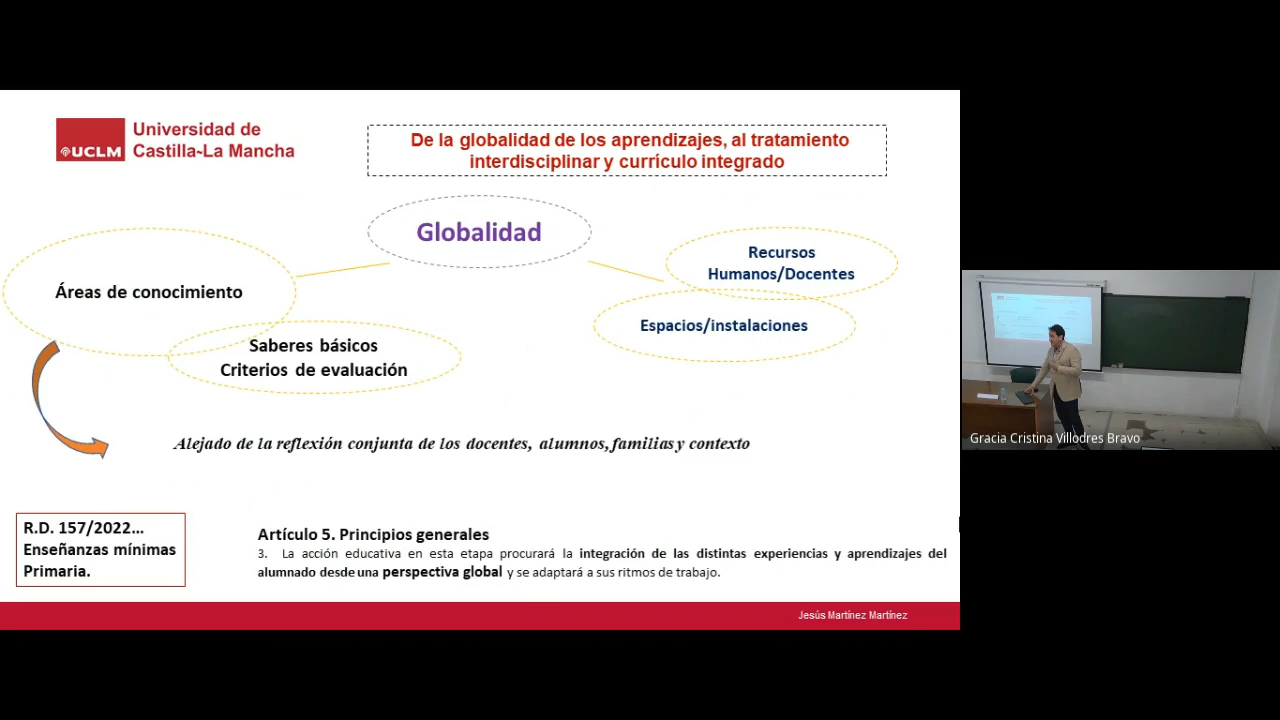 UCLM
Universidad de
Castilla-La Mancha
De la globalidad de los aprendizajes, al tratamiento
interdisciplinar y currículo integrado
Globalidad
Áreas de conocimiento
Saberes básicos
Criterios de evaluación
Recursos
Humanos/Docentes
Espacios/instalaciones
Alejado de la reflexión conjunta de los docentes, alumnos, familias y contexto
R.D. 157/2022...
Enseñanzas mínimas
Primaria.
Artículo 5. Principios generales
3. La acción educativa en esta etapa procurará la integración de las distintas experiencias y aprendizajes del
alumnado desde una perspectiva global y se adaptará a sus ritmos de trabajo.
Jesús Martínez Martínez
Gracia Cristina Villodres Bravo